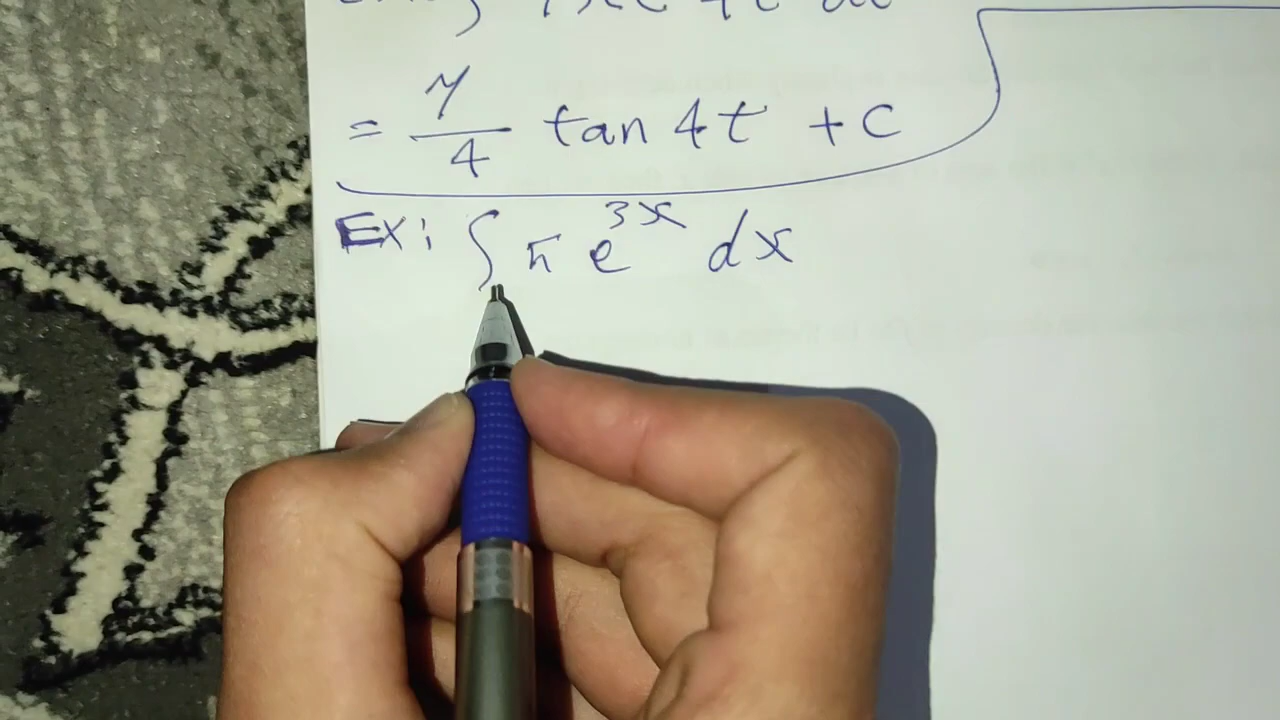 = 7/4 tan 4t + C
EX: ∫ π e^{3x} dx